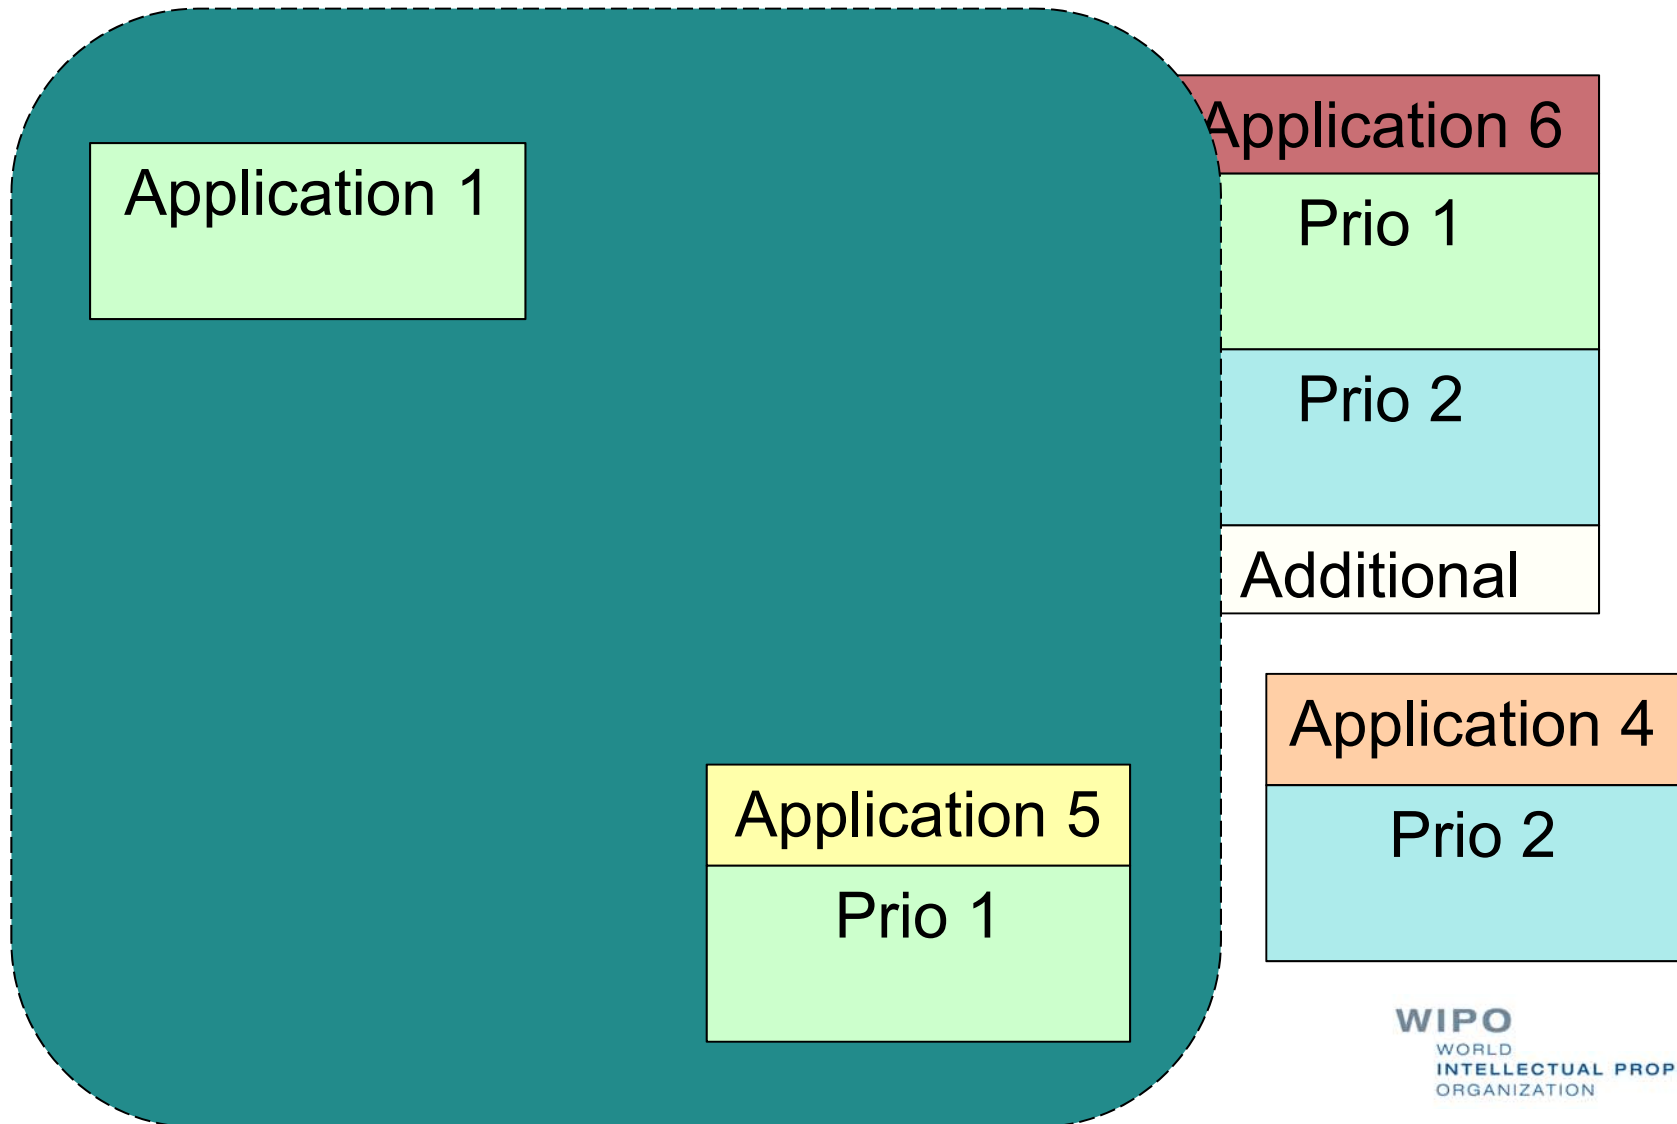 Application 1
Application 6
Prio 1
Prio 2
Additional
Application 5
Prio 1
Application 4
Prio 2
WIPO
WORLD
INTELLECTUAL PROP
ORGANIZATION